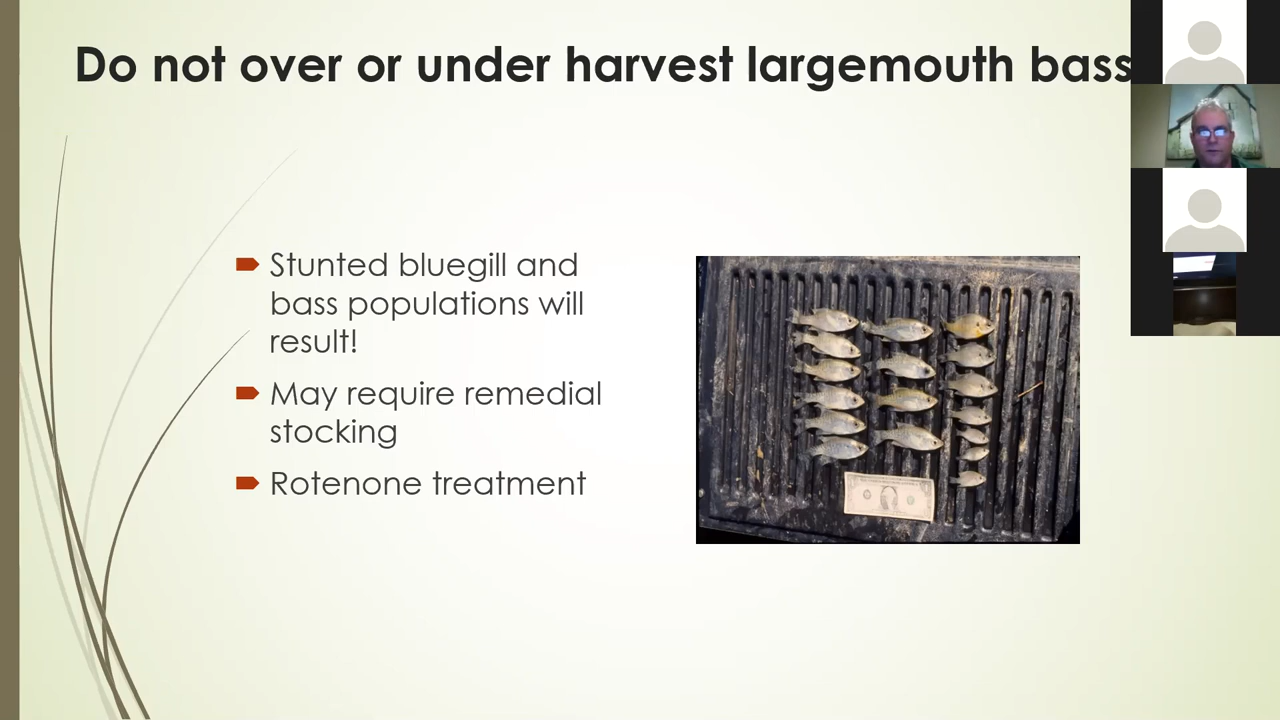 Do not over or under harvest largemouth bass
Stunted bluegill and
bass populations will
result!
May require remedial
stocking
Rotenone treatment